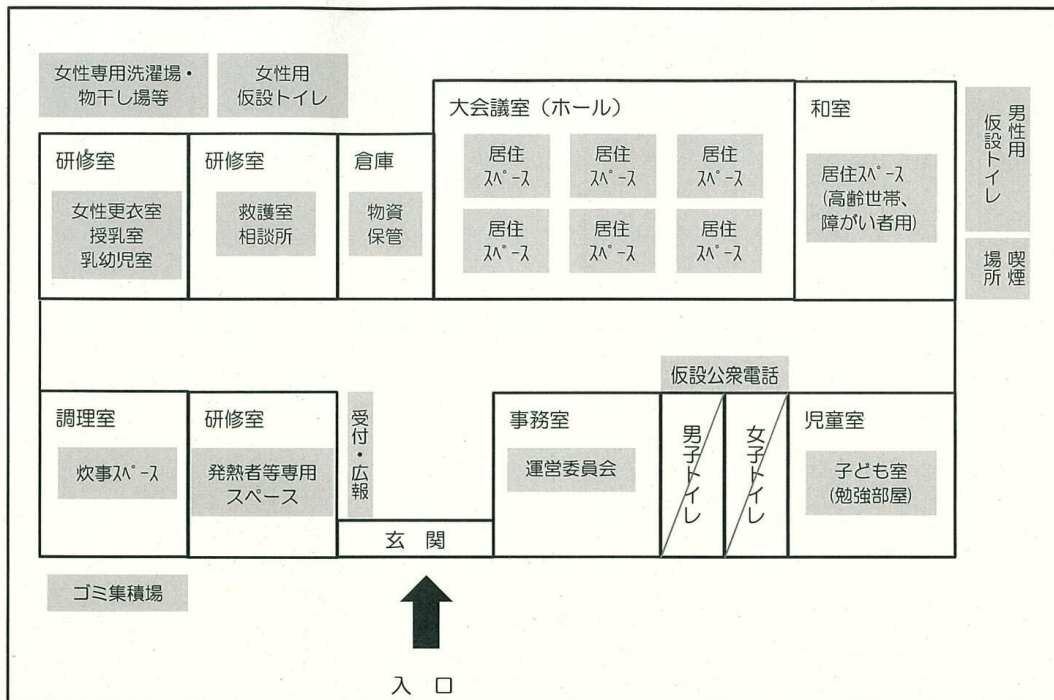 女性専用洗濯場・
物干し場等
女性用
仮設トイレ
大会議室（ホール）
和室
男性用
仮設トイレ
研修室
研修室
倉庫
居住
スペース
居住
スペース
居住
スペース
居住スペース
(高齢世帯、
障がい者用)
女性更衣室
授乳室
乳幼児室
救護室
相談所
物資
保管
居住
スペース
居住
スペース
居住
スペース
喫煙
場所
仮設公衆電話
調理室
研修室
受付・広報
事務室
男子トイレ
女子トイレ
児童室
炊事スペース
発熱者等専用
スペース
運営委員会
子ども室
(勉強部屋)
玄　関
ゴミ集積場
入　口